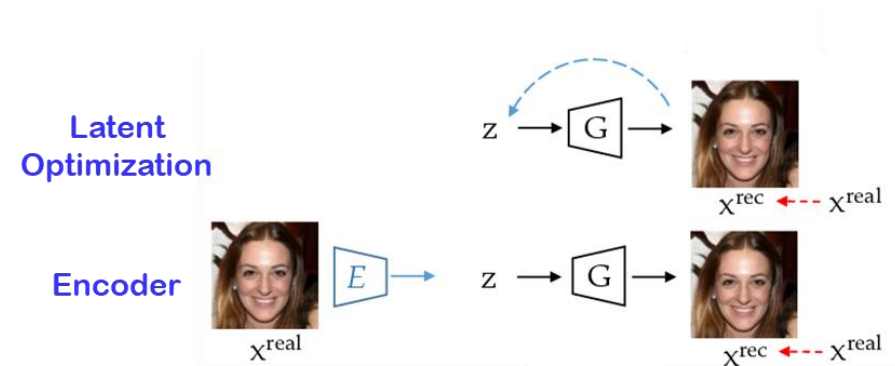 Latent
Optimization
z G
x^rec x^real
Encoder
E z G
x^real
x^rec x^real